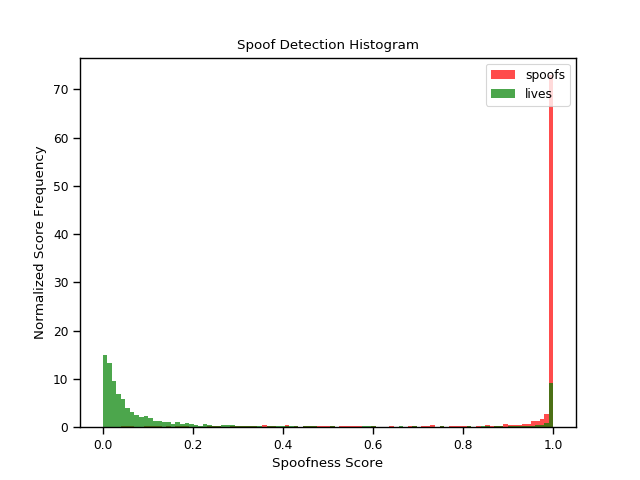 Spoof Detection Histogram
spoofs
lives
Normalized Score Frequency
70
60
50
40
30
20
10
0
0.0 0.2 0.4 0.6 0.8 1.0
Spoofness Score